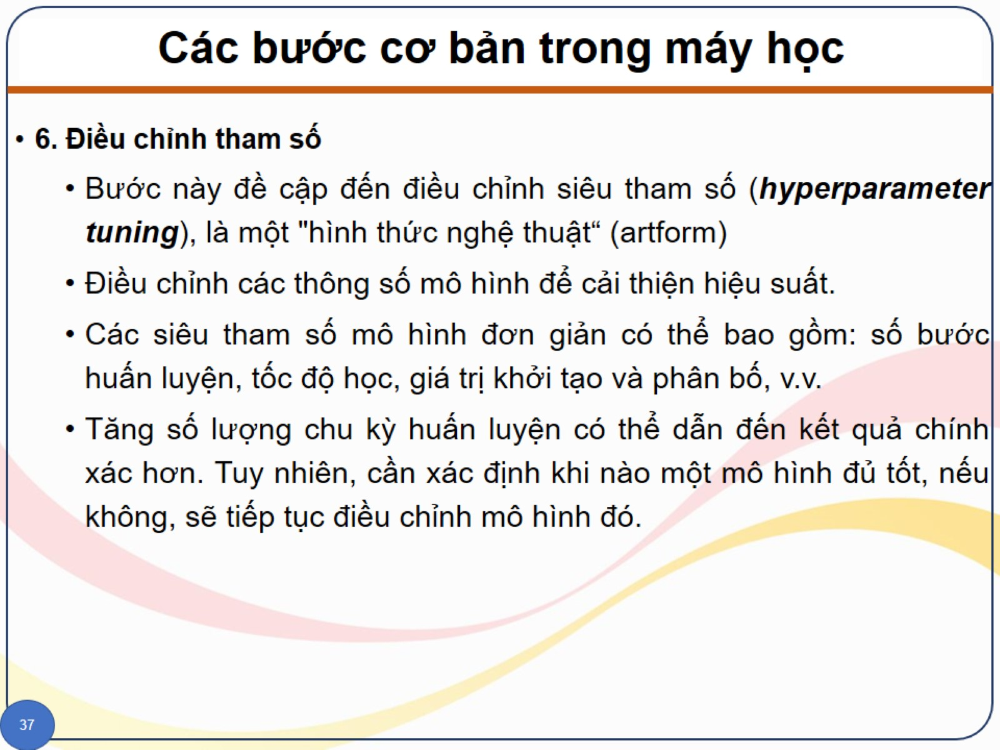 Các bước cơ bản trong máy học
• 6. Điều chỉnh tham số
• Bước này đề cập đến điều chỉnh siêu tham số (hyperparameter
tuning), là một "hình thức nghệ thuật“ (artform)
• Điều chỉnh các thông số mô hình để cải thiện hiệu suất.
• Các siêu tham số mô hình đơn giản có thể bao gồm: số bước
huấn luyện, tốc độ học, giá trị khởi tạo và phân bố, v.v.
• Tăng số lượng chu kỳ huấn luyện có thể dẫn đến kết quả chính
xác hơn. Tuy nhiên, cần xác định khi nào một mô hình đủ tốt, nếu
không, sẽ tiếp tục điều chỉnh mô hình đó.
37